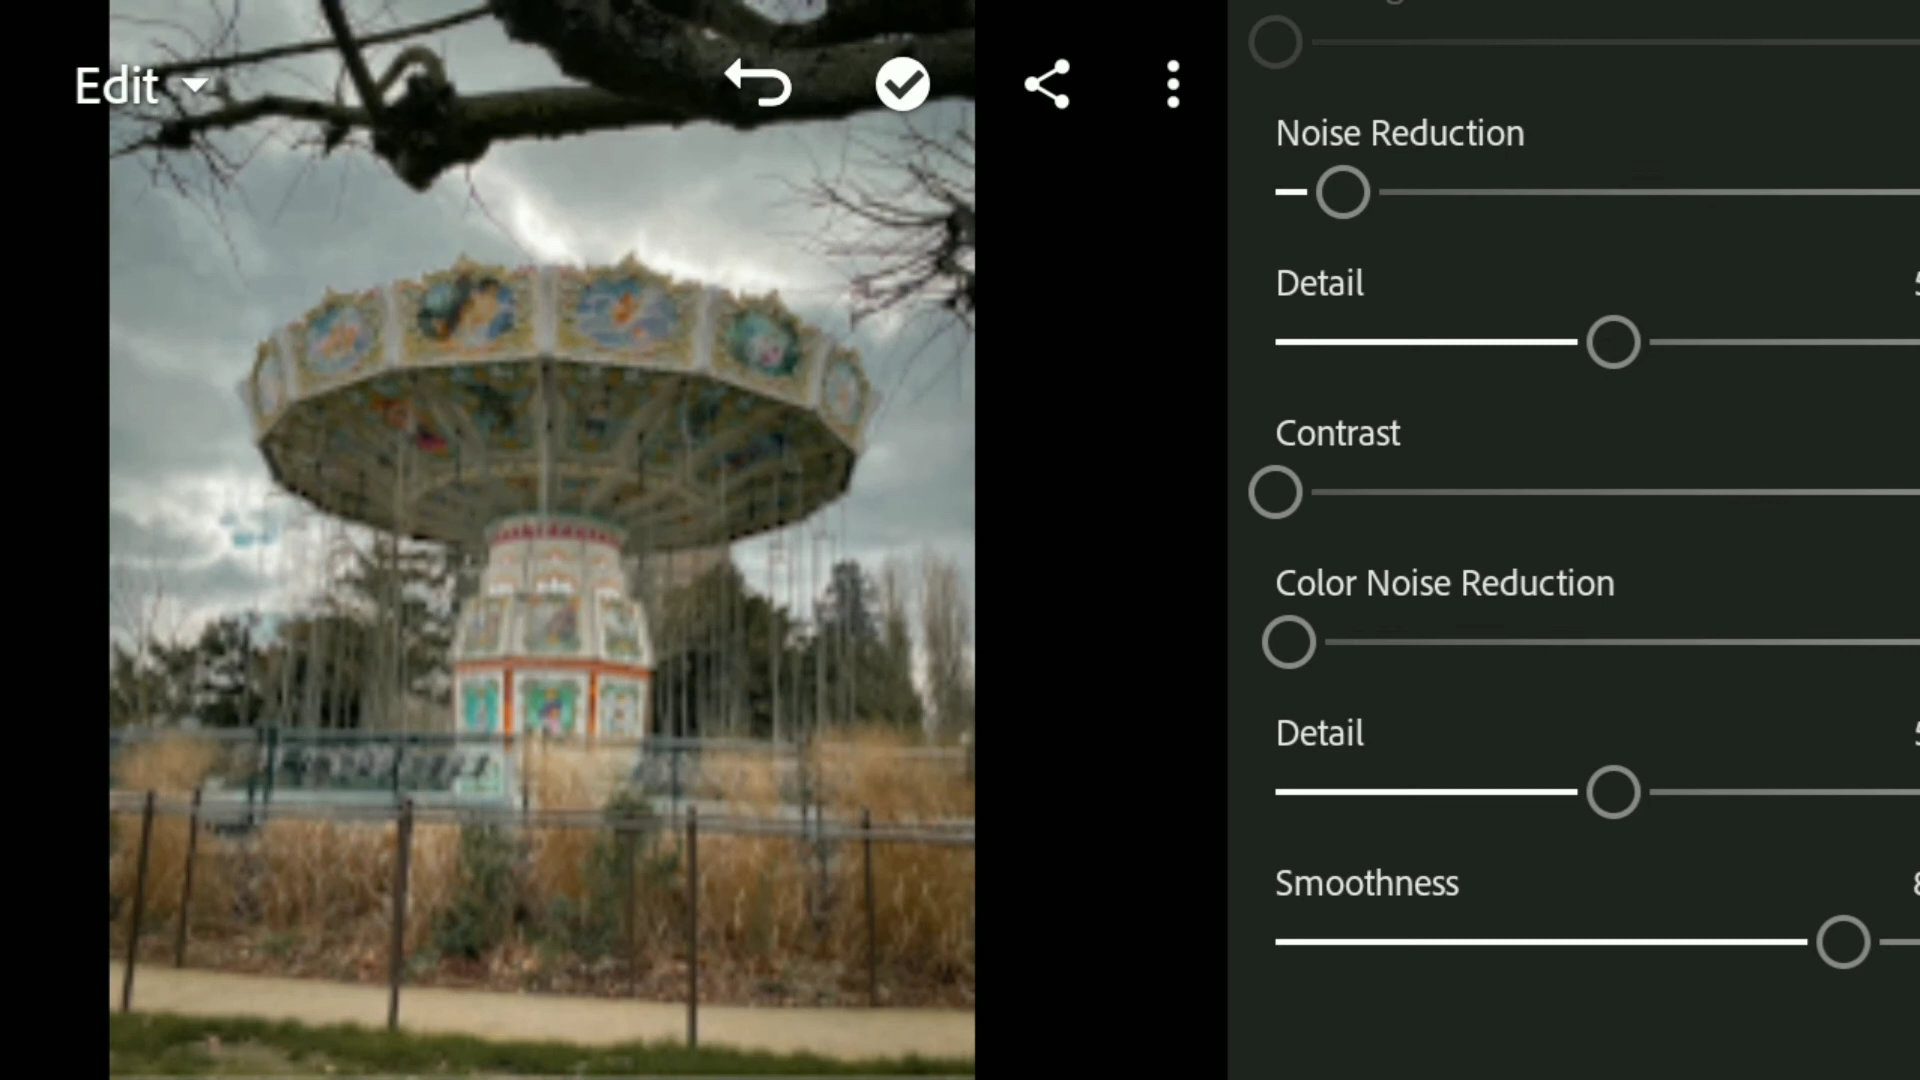 Edit
Noise Reduction
Detail
Contrast
Color Noise Reduction
Detail
Smoothness